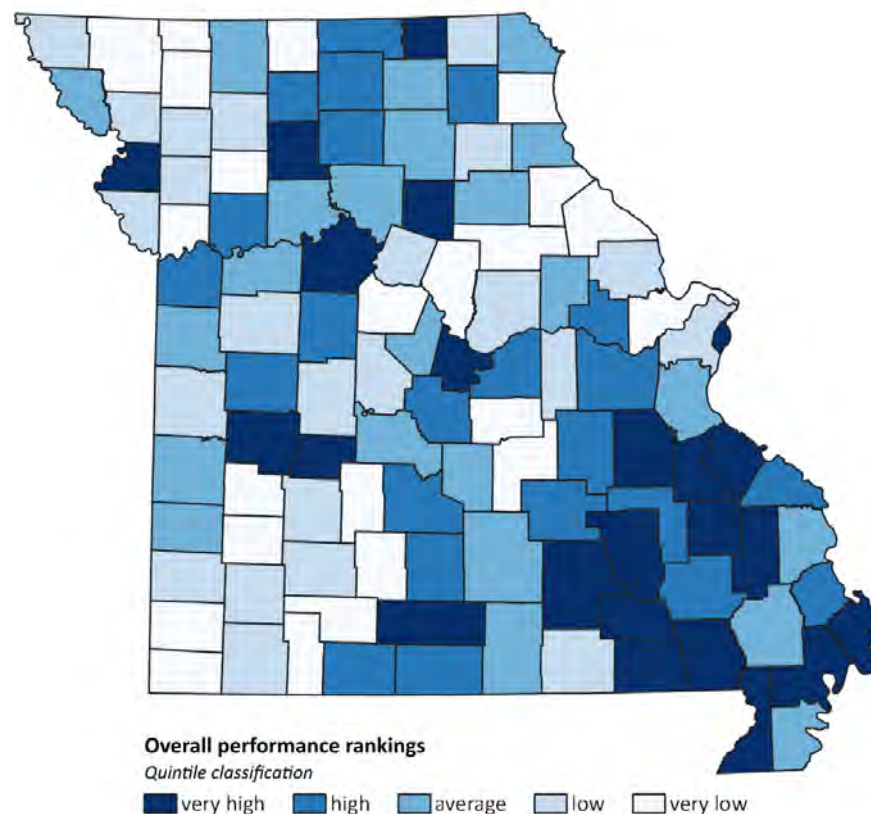 Overall performance rankings
Quintile classification
very high high average low very low